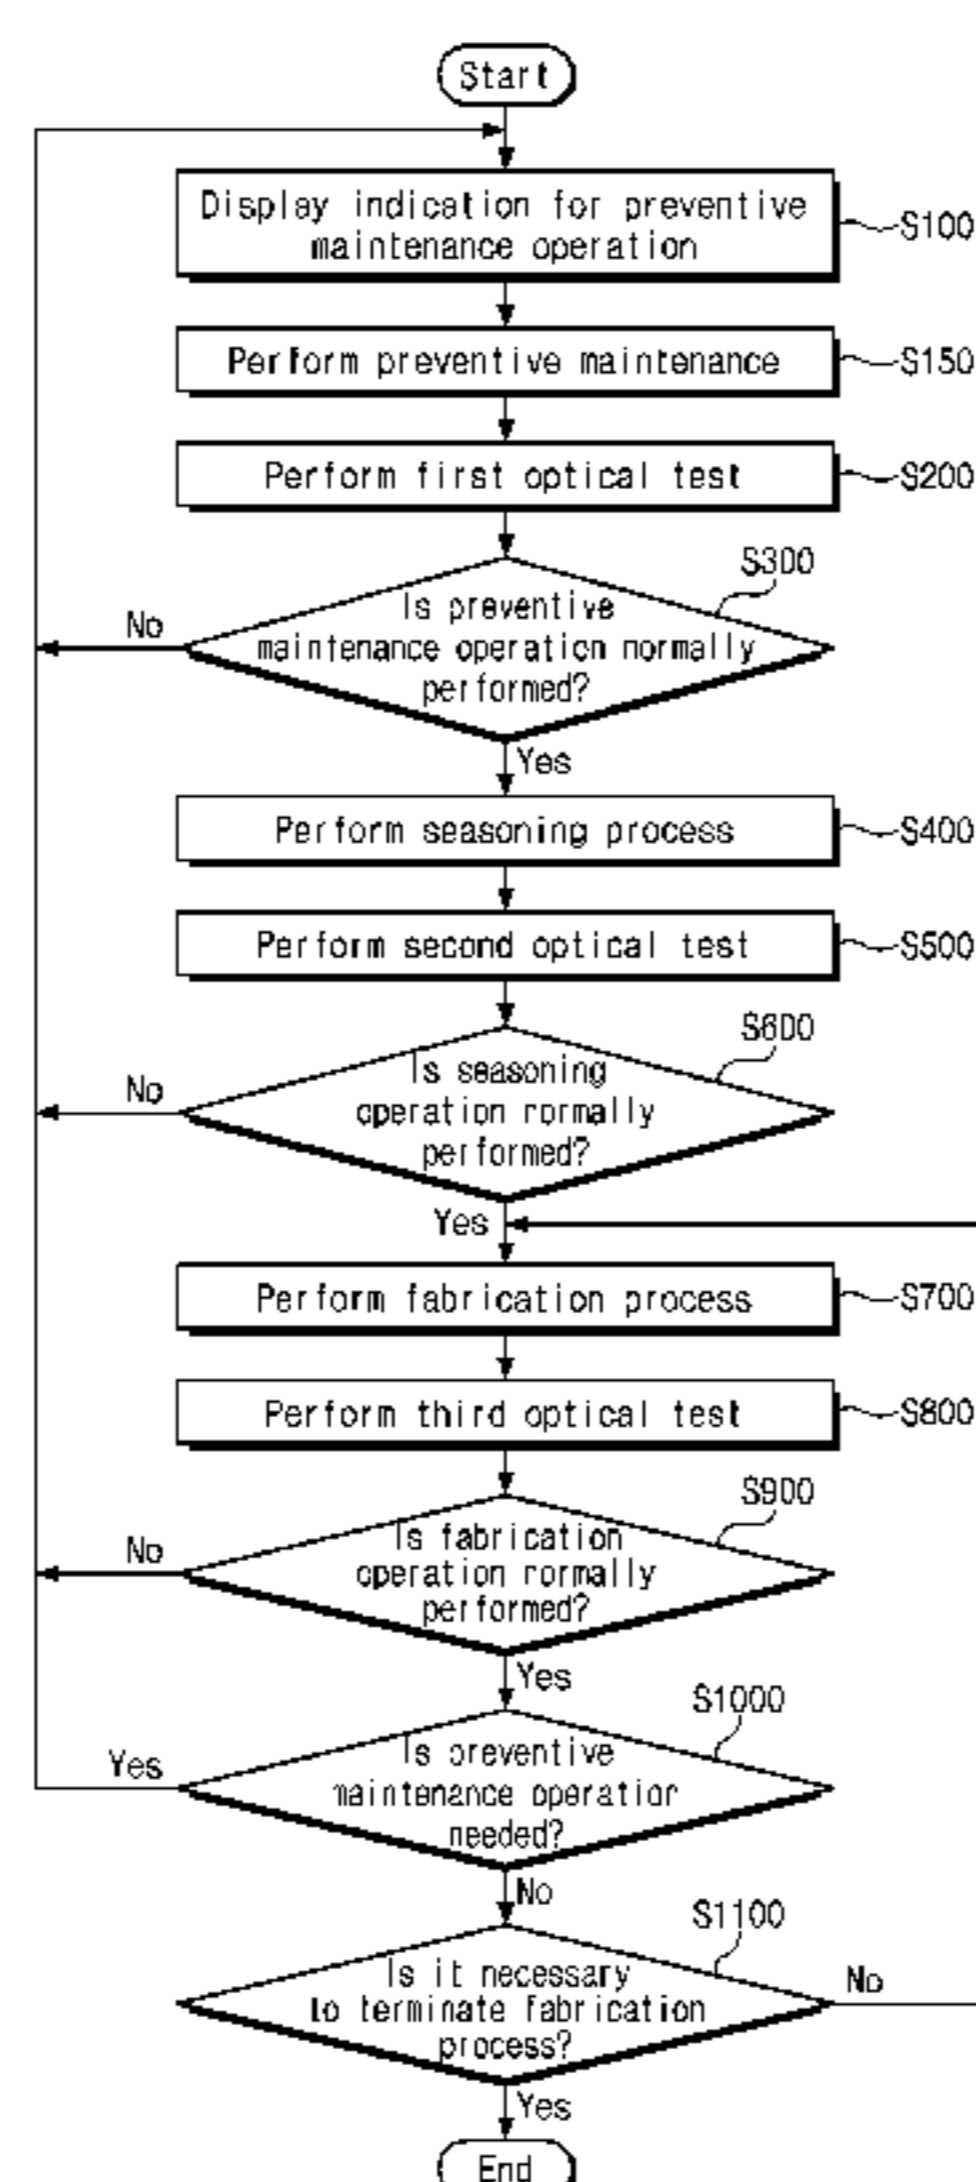 Start
Display indication for preventive
maintenance operation
S100
Perform preventive maintenance
S150
Perform first optical test
S200
S300
Is preventive
maintenance operation normally
performed?
No
Yes
Perform seasoning process
S400
Perform second optical test
S500
S600
Is seasoning
operation normally
performed?
No
Yes
Perform fabrication process
S700
Perform third optical test
S800
S900
Is fabrication
operation normally
performed?
No
Yes
S1000
Is preventive
maintenance operation
needed?
Yes
No
S1100
Is it necessary
to terminate fabrication
process?
No
Yes
End